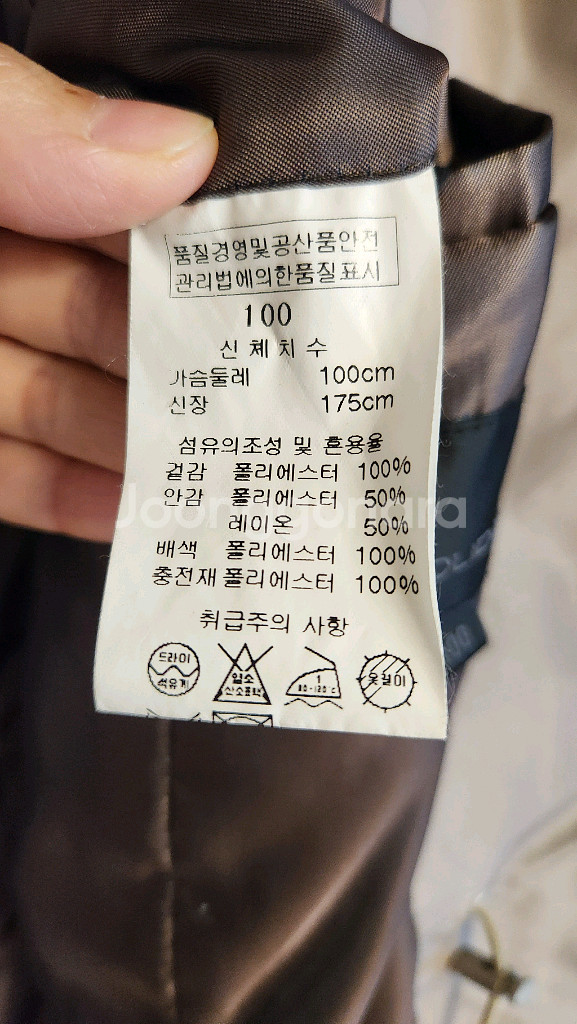 품질경영및공산품안전
관리법에의한품질표시
100
신체치수
가슴둘레 100cm
신장 175cm
섬유의조성 및 혼용율
겉감 폴리에스터 100%
안감 폴리에스터 50%
레이온 50%
배색 폴리에스터 100%
충전재 폴리에스터 100%
취급주의 사항
드라이
석유계
염소
산소표백
1
80-120℃
옷걸이
Joonggonara